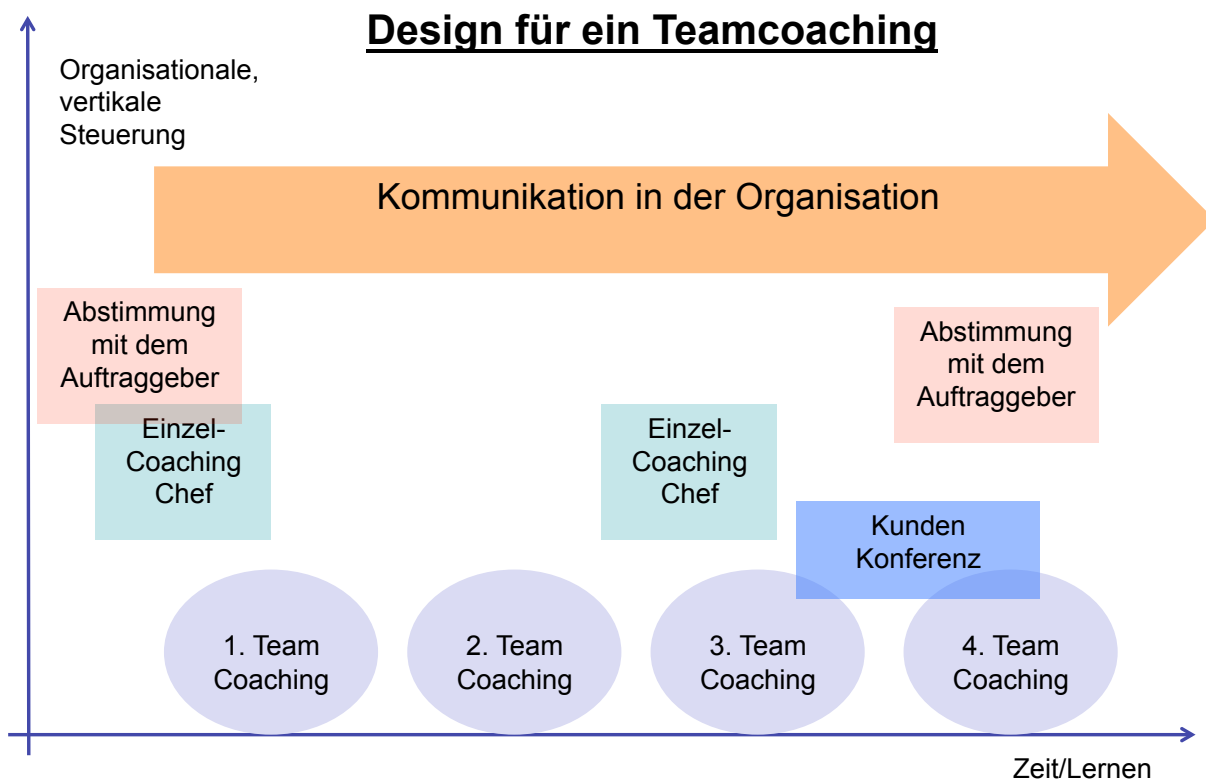 Design für ein Teamcoaching
Organisationale,
vertikale
Steuerung
Kommunikation in der Organisation
Abstimmung
mit dem
Auftraggeber
Abstimmung
mit dem
Auftraggeber
Einzel-
Coaching
Chef
Einzel-
Coaching
Chef
Kunden
Konferenz
1. Team
Coaching
2. Team
Coaching
3. Team
Coaching
4. Team
Coaching
Zeit/Lernen